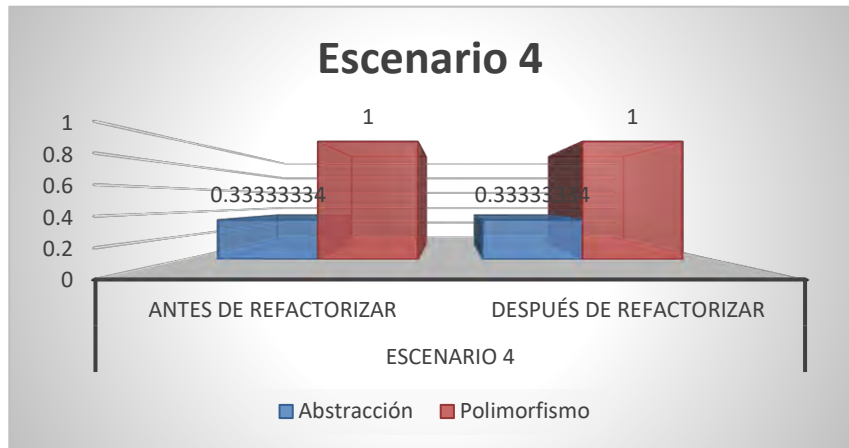 Escenario 4
1
0.8
0.6
0.4
0.2
0
1
1
0.33333334
0.33333334
ANTES DE REFACTORIZAR
DESPUÉS DE REFACTORIZAR
ESCENARIO 4
Abstracción
Polimorfismo